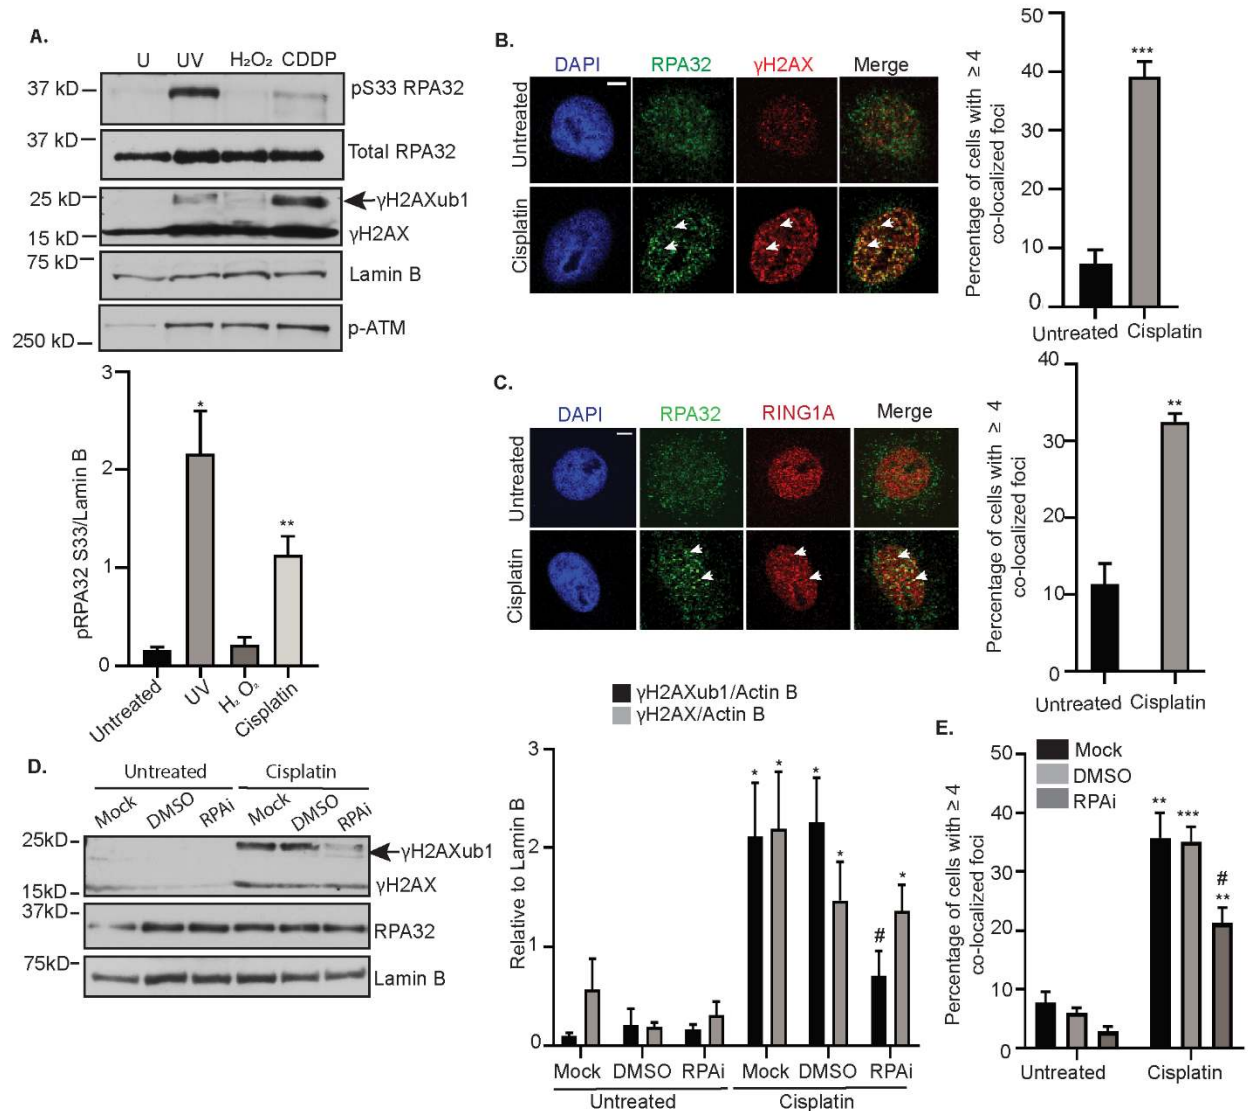 A.
U UV H₂O₂ CDDP
37 kD
pS33 RPA32
37 kD
Total RPA32
25 kD
γH2AXub1
15 kD
γH2AX
75 kD
Lamin B
250 kD
p-ATM
pRPA32 S33/Lamin B
3
2
1
0
*
**
Untreated
UV
H₂ O₂
Cisplatin
B.
DAPI RPA32 γH2AX Merge
Untreated
Cisplatin
Percentage of cells with ≥ 4
co-localized foci
50
40
30
20
10
0
***
Untreated Cisplatin
C.
DAPI RPA32 RING1A Merge
Untreated
Cisplatin
Percentage of cells with ≥ 4
co-localized foci
40
30
20
10
0
**
Untreated Cisplatin
D.
Untreated Cisplatin
Mock DMSO RPAi Mock DMSO RPAi
25kD
γH2AXub1
15kD
γH2AX
37kD
RPA32
75kD
Lamin B
γH2AXub1/Actin B
γH2AX/Actin B
Relative to Lamin B
3
2
1
0
* * * * # *
Mock DMSO RPAi Mock DMSO RPAi
Untreated Cisplatin
E.
Mock
DMSO
RPAi
Percentage of cells with ≥ 4
co-localized foci
50
40
30
20
10
0
** *** #
**
Untreated Cisplatin